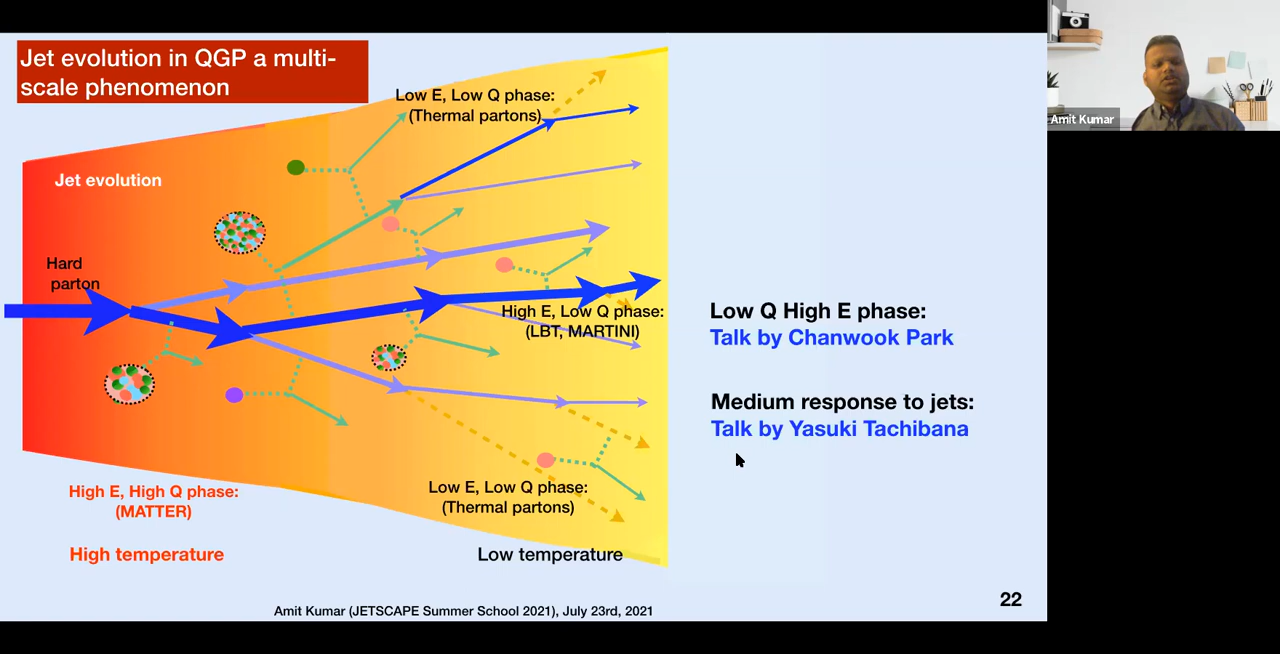 Jet evolution in QGP a multi-
scale phenomenon
Low E, Low Q phase:
(Thermal partons)
Jet evolution
Hard
parton
High E, Low Q phase:
(LBT, MARTINI)
Low E, Low Q phase:
(Thermal partons)
High E, High Q phase:
(MATTER)
High temperature
Low temperature
Low Q High E phase:
Talk by Chanwook Park
Medium response to jets:
Talk by Yasuki Tachibana
Amit Kumar (JETSCAPE Summer School 2021), July 23rd, 2021
22
Amit Kumar